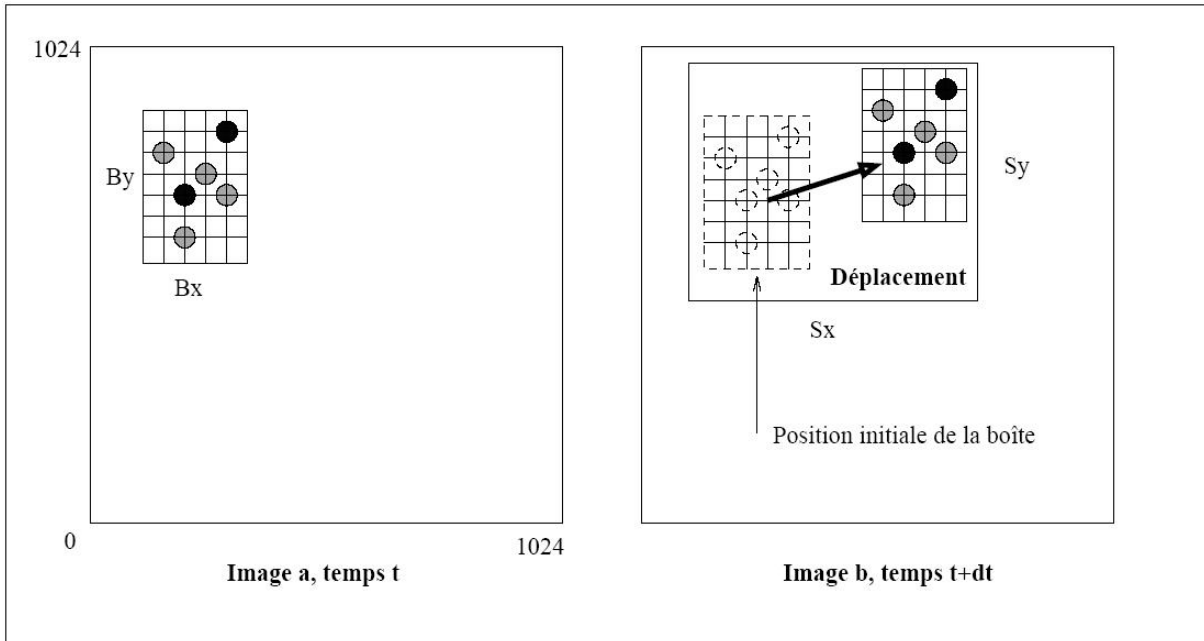 1024
By
Bx
0
1024
Image a, temps t
Sy
Déplacement
Sx
Position initiale de la boîte
Image b, temps t+dt